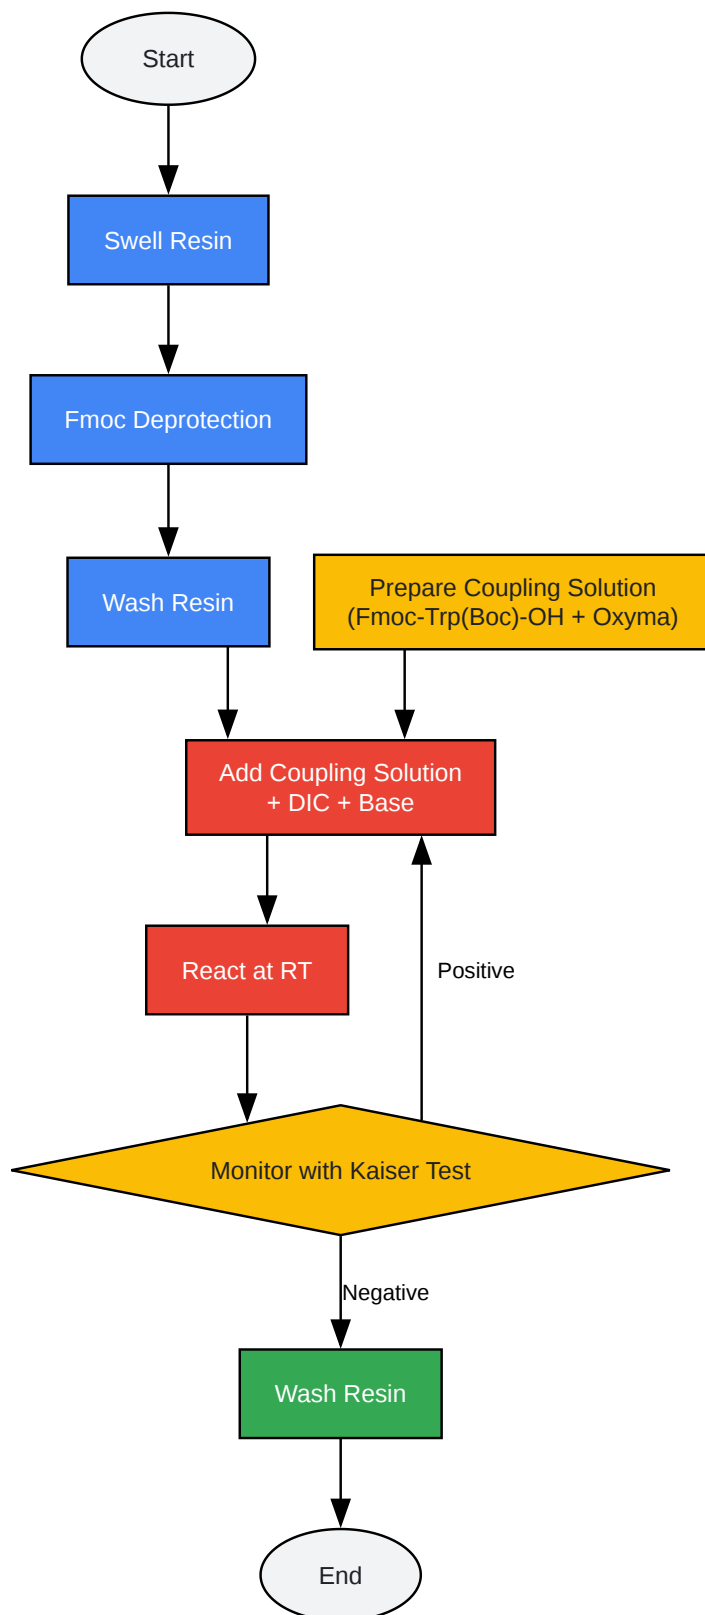 Start
Swell Resin
Fmoc Deprotection
Wash Resin
Prepare Coupling Solution
(Fmoc-Trp(Boc)-OH + Oxyma)
Add Coupling Solution
+ DIC + Base
React at RT
Positive
Monitor with Kaiser Test
Negative
Wash Resin
End